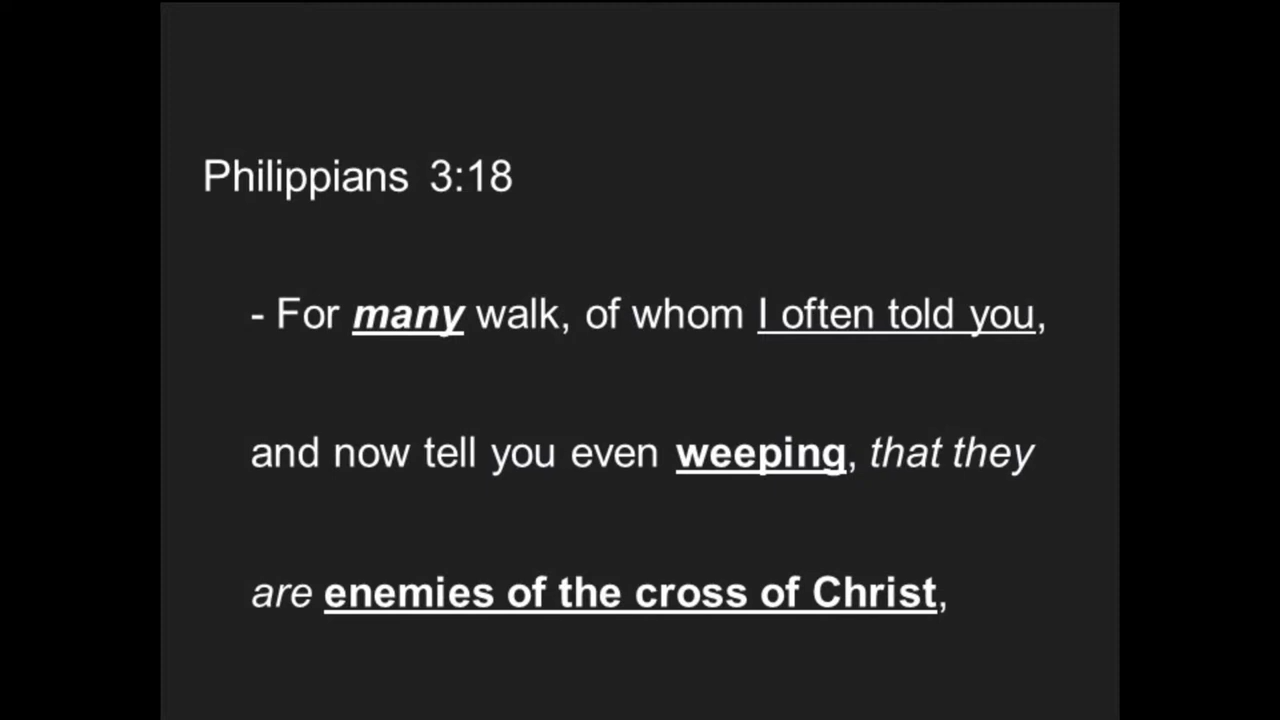 Philippians 3:18
- For many walk, of whom I often told you,
and now tell you even weeping, that they
are enemies of the cross of Christ,